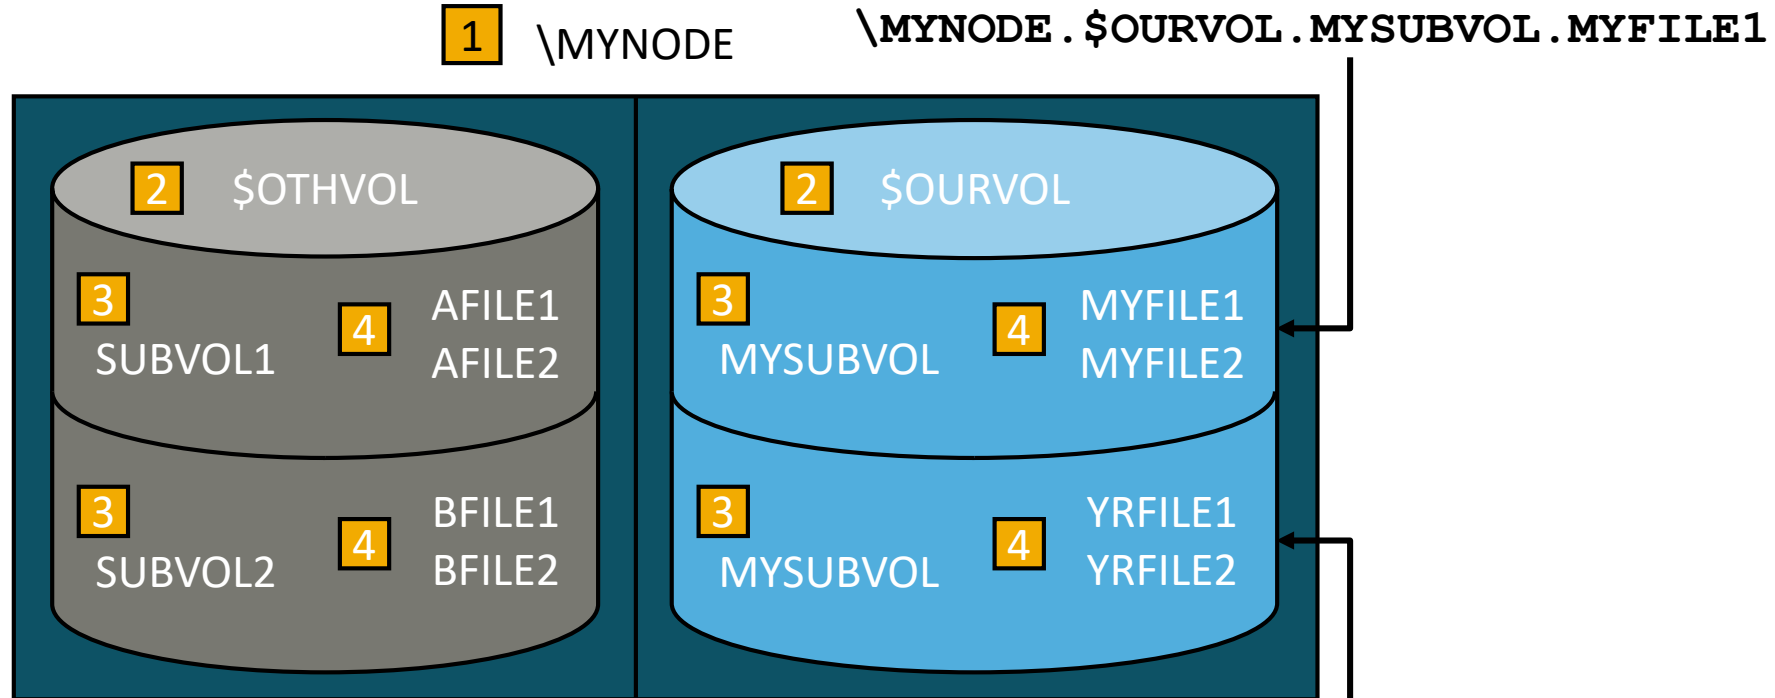 1 \MYNODE
\MYNODE.$OURVOL.MYSUBVOL.MYFILE1
2 $OTHVOL
3
SUBVOL1
4
AFILE1
AFILE2
3
SUBVOL2
4
BFILE1
BFILE2
2 $OURVOL
3
MYSUBVOL
4
MYFILE1
MYFILE2
3
MYSUBVOL
4
YRFILE1
YRFILE2